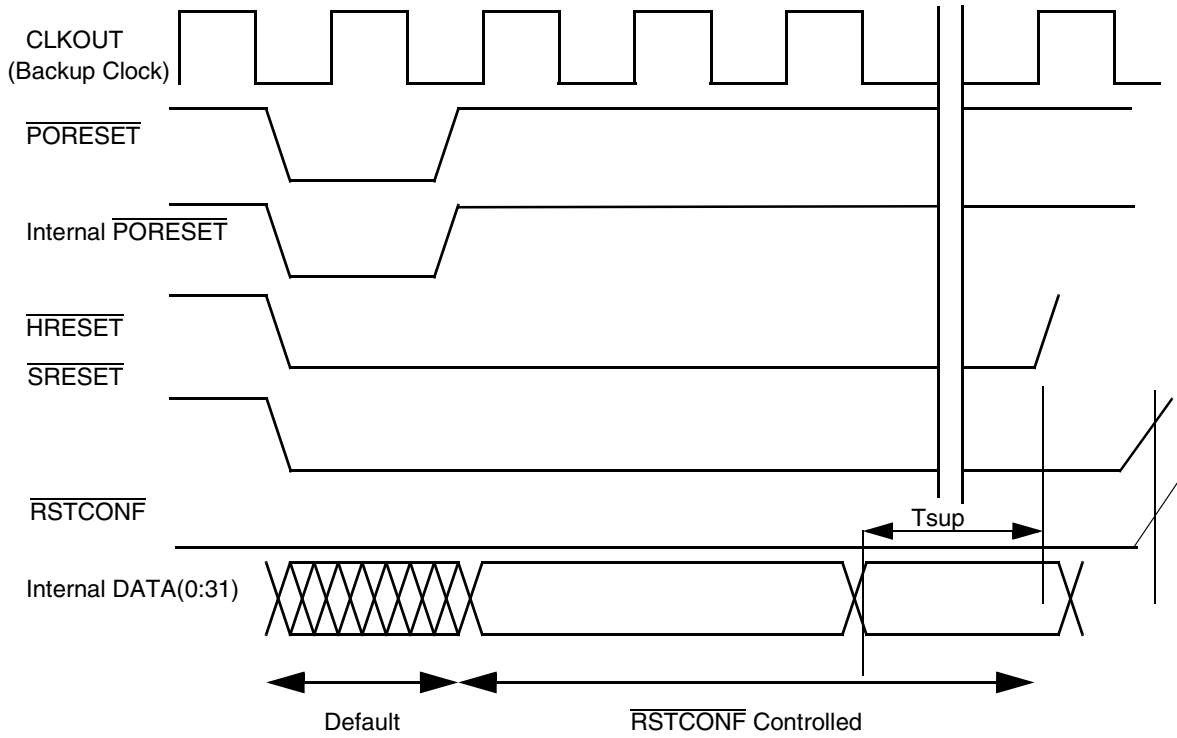 CLKOUT
(Backup Clock)
PORESET
Internal PORESET
HRESET
SRESET
RSTCONF
Tsup
Internal DATA(0:31)
Default
RSTCONF Controlled